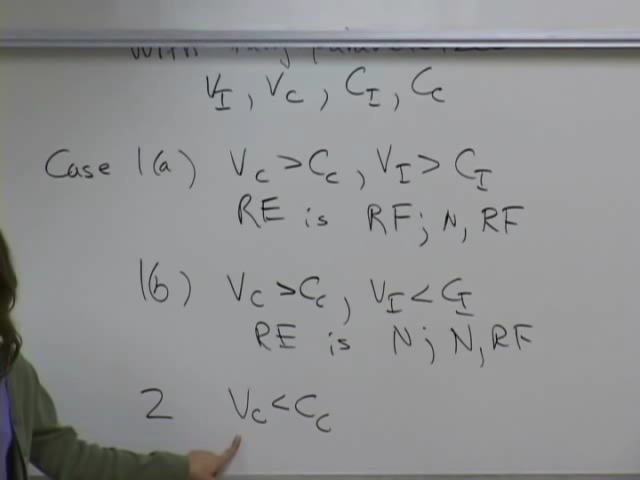 with
V_I, V_C, C_I, C_C
Case 1(a) V_C > C_C, V_I > C_I
RE is RF; N, RF
1(b) V_C > C_C, V_I < C_I
RE is N; N, RF
2 V_C < C_C